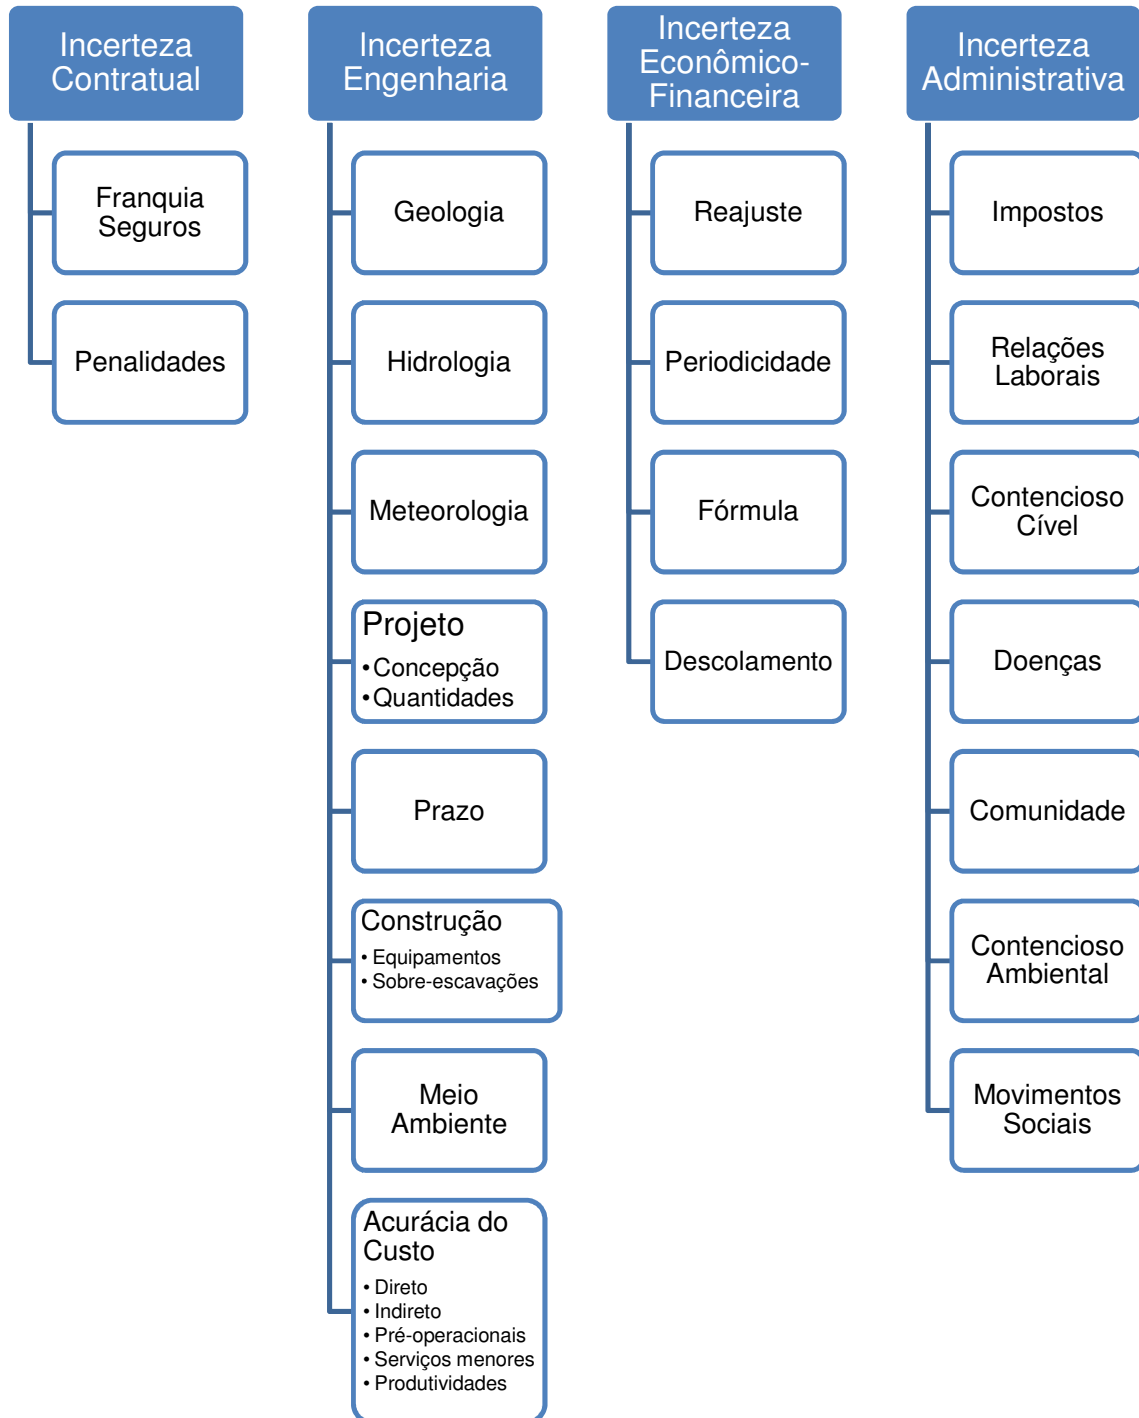 Incerteza
Contratual
Franquia
Seguros
Penalidades
Incerteza
Engenharia
Geologia
Hidrologia
Meteorologia
Projeto
• Concepção
• Quantidades
Prazo
Construção
• Equipamentos
• Sobre-escavações
Meio
Ambiente
Acurácia do
Custo
• Direto
• Indireto
• Pré-operacionais
• Serviços menores
• Produtividades
Incerteza
Econômico-
Financeira
Reajuste
Periodicidade
Fórmula
Descolamento
Incerteza
Administrativa
Impostos
Relações
Laborais
Contencioso
Cível
Doenças
Comunidade
Contencioso
Ambiental
Movimentos
Sociais